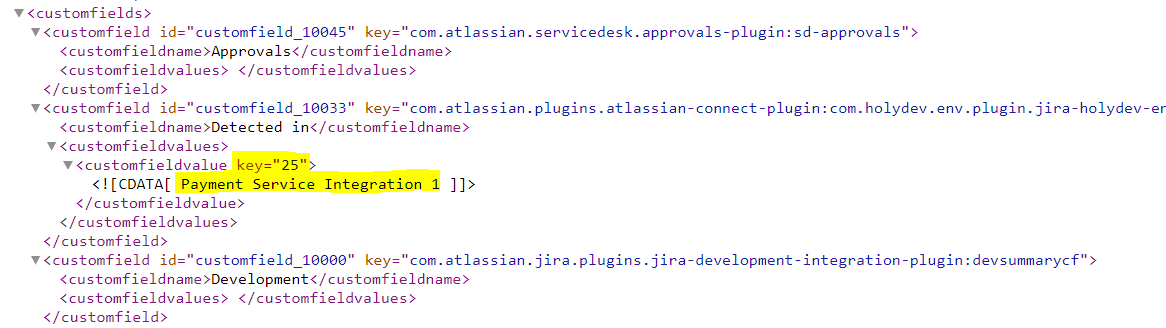 ▼<customfields>
▼<customfield id="customfield_10045" key="com.atlassian.servicedesk.approvals-plugin:sd-approvals">
<customfieldname>Approvals</customfieldname>
<customfieldvalues> </customfieldvalues>
</customfield>
▼<customfield id="customfield_10033" key="com.atlassian.plugins.atlassian-connect-plugin:com.holydev.env.plugin.jira-holydev-en
<customfieldname>Detected in</customfieldname>
▼<customfieldvalues>
▼<customfieldvalue key="25">
<![CDATA[ Payment Service Integration 1 ]]>
</customfieldvalue>
</customfieldvalues>
</customfield>
▼<customfield id="customfield_10000" key="com.atlassian.jira.plugins.jira-development-integration-plugin:devsummarycf">
<customfieldname>Development</customfieldname>
<customfieldvalues> </customfieldvalues>
</customfield>